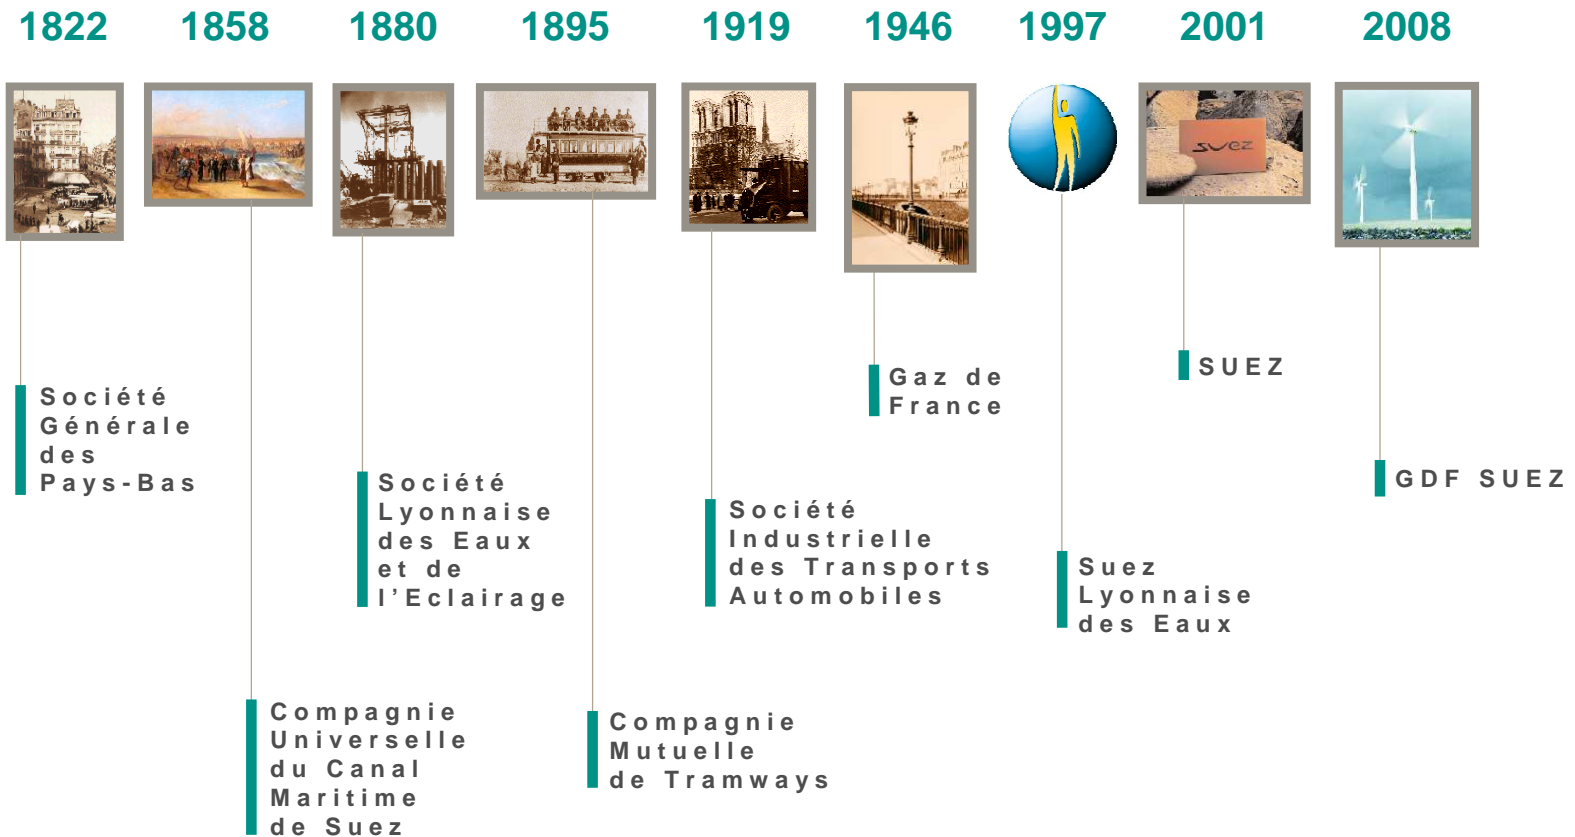 1822 1858 1880 1895 1919 1946 1997 2001 2008
suez
Société
Générale
des
Pays-Bas
Compagnie
Universelle
du Canal
Maritime
de Suez
Société
Lyonnaise
des Eaux
et de
l’Eclairage
Compagnie
Mutuelle
de Tramways
Société
Industrielle
des Transports
Automobiles
Gaz de
France
Suez
Lyonnaise
des Eaux
SUEZ
GDF SUEZ